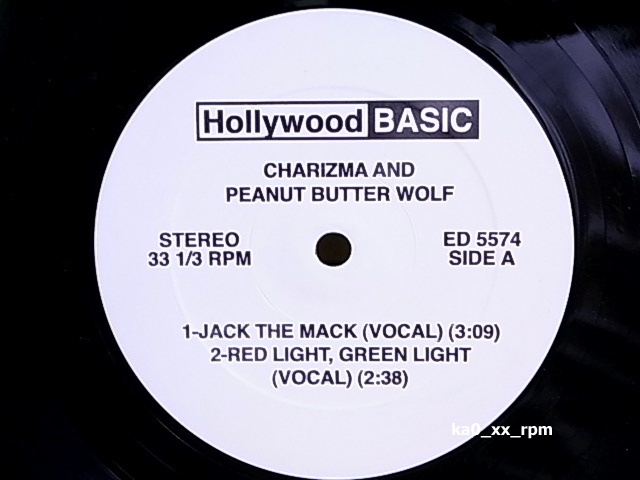 Hollywood BASIC
CHARIZMA AND
PEANUT BUTTER WOLF
STEREO
33 1/3 RPM
ED 5574
SIDE A
1-JACK THE MACK (VOCAL) (3:09)
2-RED LIGHT, GREEN LIGHT
(VOCAL) (2:38)
ka0_xx_rpm